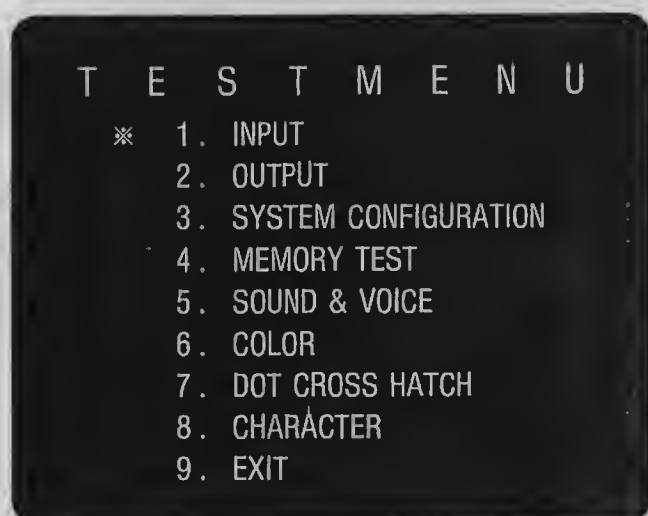 T E S T M E N U
※ 1. INPUT
2. OUTPUT
3. SYSTEM CONFIGURATION
4. MEMORY TEST
5. SOUND & VOICE
6. COLOR
7. DOT CROSS HATCH
8. CHARACTER
9. EXIT